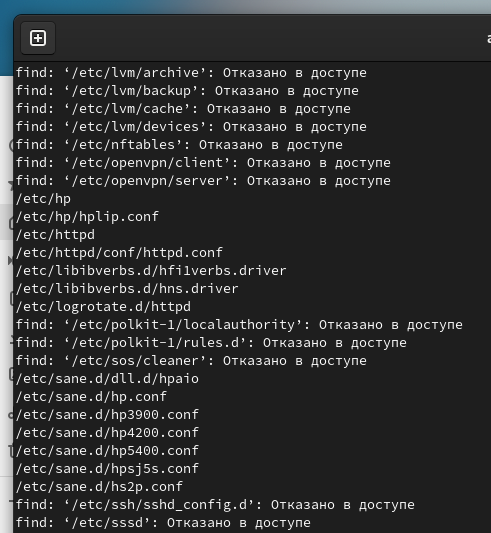 find: ‘/etc/lvm/archive’: Отказано в доступе
find: ‘/etc/lvm/backup’: Отказано в доступе
find: ‘/etc/lvm/cache’: Отказано в доступе
find: ‘/etc/lvm/devices’: Отказано в доступе
find: ‘/etc/nftables’: Отказано в доступе
find: ‘/etc/openvpn/client’: Отказано в доступе
find: ‘/etc/openvpn/server’: Отказано в доступе
/etc/hp
/etc/hp/hplip.conf
/etc/httpd
/etc/httpd/conf/httpd.conf
/etc/libibverbs.d/hfi1verbs.driver
/etc/libibverbs.d/hns.driver
/etc/logrotate.d/httpd
find: ‘/etc/polkit-1/localauthority’: Отказано в доступе
find: ‘/etc/polkit-1/rules.d’: Отказано в доступе
find: ‘/etc/sos/cleaner’: Отказано в доступе
/etc/sane.d/dll.d/hpaio
/etc/sane.d/hp.conf
/etc/sane.d/hp3900.conf
/etc/sane.d/hp4200.conf
/etc/sane.d/hp5400.conf
/etc/sane.d/hpsj5s.conf
/etc/sane.d/hs2p.conf
find: ‘/etc/ssh/sshd_config.d’: Отказано в доступе
find: ‘/etc/sssd’: Отказано в доступе